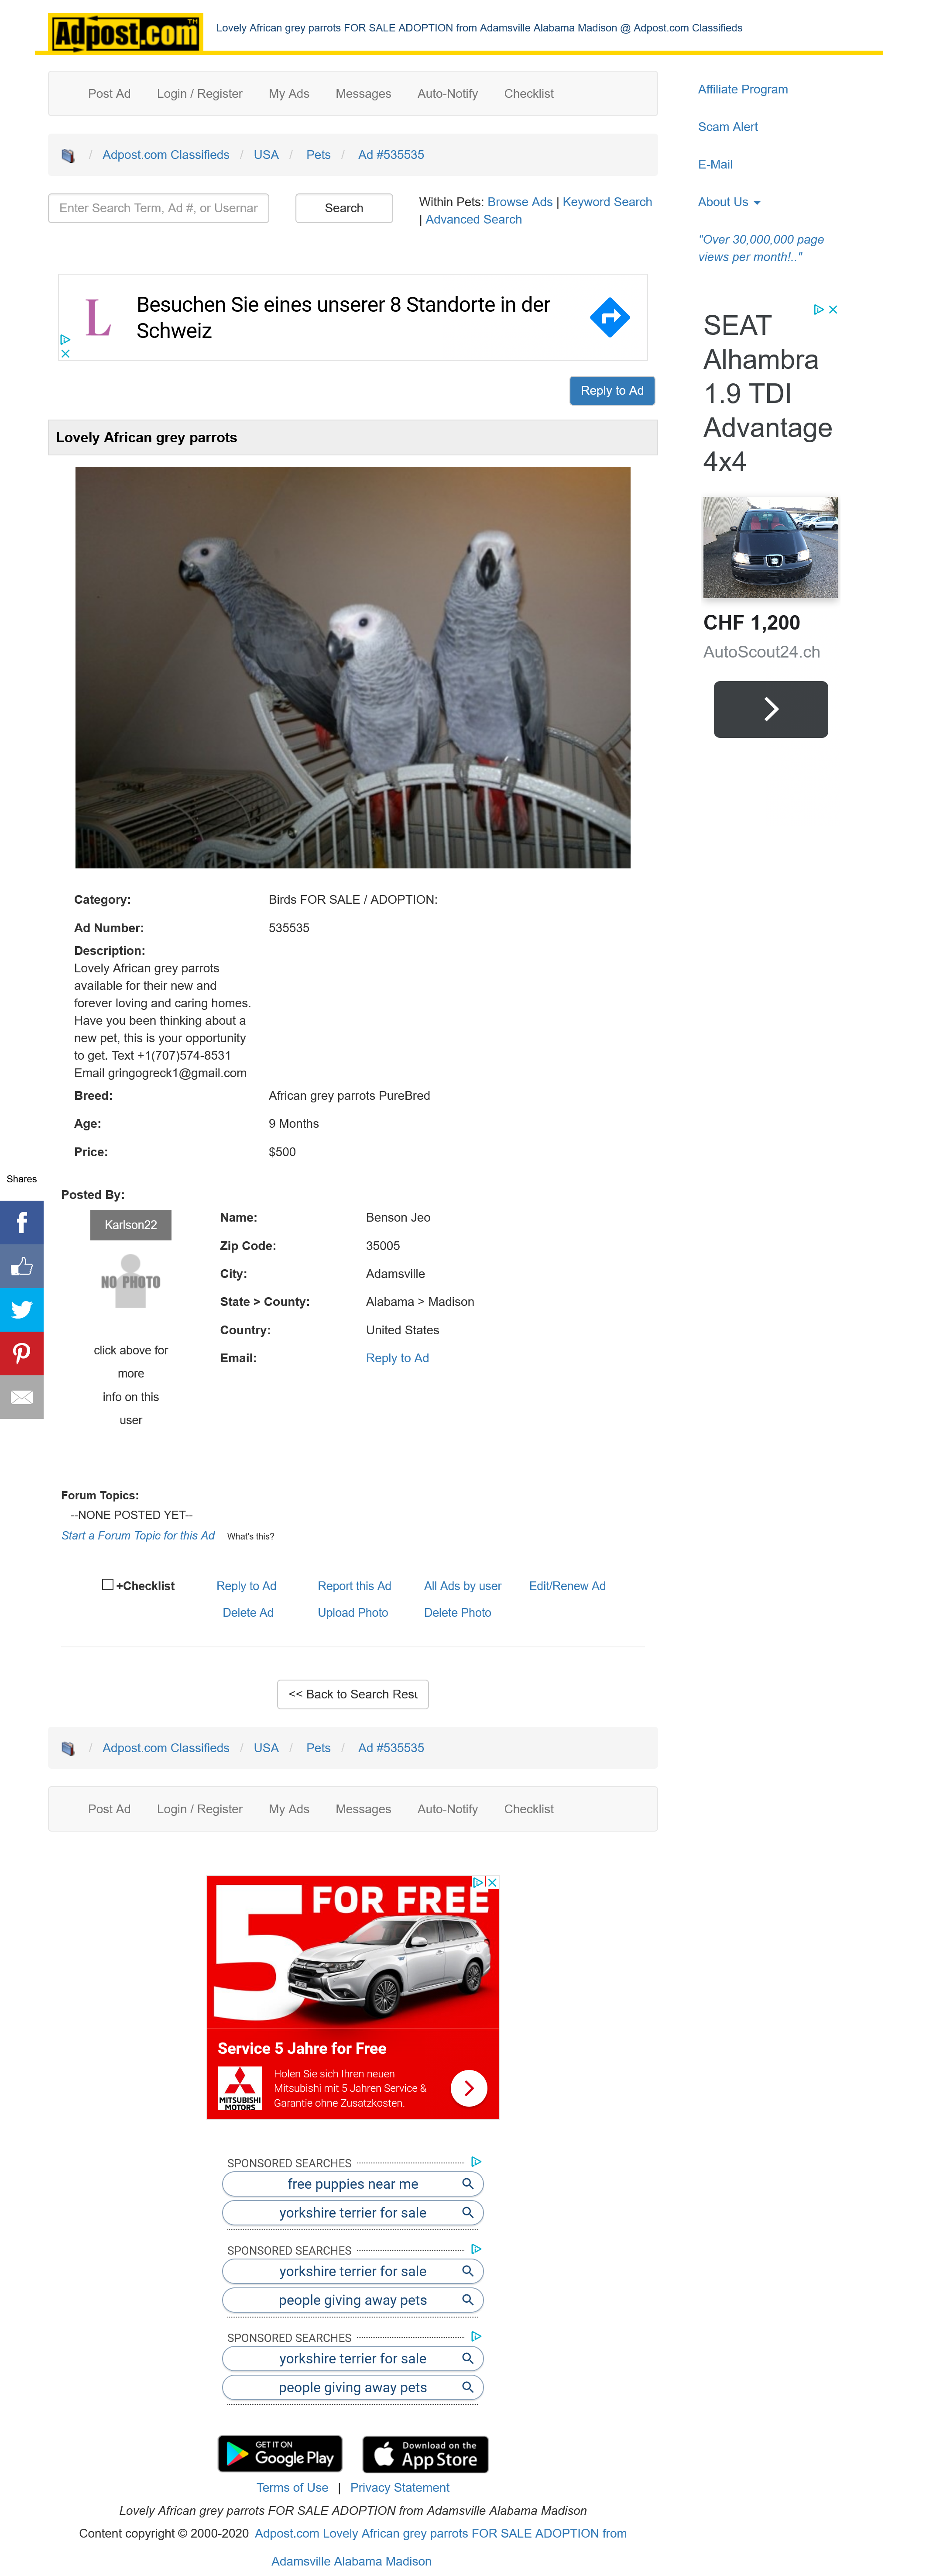 Adpost.com TM
Lovely African grey parrots FOR SALE ADOPTION from Adamsville Alabama Madison @ Adpost.com Classifieds
Post Ad Login / Register My Ads Messages Auto-Notify Checklist
/ Adpost.com Classifieds / USA / Pets / Ad #535535
Enter Search Term, Ad #, or Usernar
Search
Within Pets: Browse Ads | Keyword Search
| Advanced Search
Affiliate Program
Scam Alert
E-Mail
About Us
"Over 30,000,000 page
views per month!.."
L
Besuchen Sie eines unserer 8 Standorte in der
Schweiz
SEAT
Alhambra
1.9 TDI
Advantage
4x4
CHF 1,200
AutoScout24.ch
Reply to Ad
Lovely African grey parrots
Category: Birds FOR SALE / ADOPTION:
Ad Number: 535535
Description:
Lovely African grey parrots
available for their new and
forever loving and caring homes.
Have you been thinking about a
new pet, this is your opportunity
to get. Text +1(707)574-8531
Email gringogreck1@gmail.com
Breed: African grey parrots PureBred
Age: 9 Months
Price: $500
Shares
Posted By:
Karlson22
NO PHOTO
click above for
more
info on this
user
Name: Benson Jeo
Zip Code: 35005
City: Adamsville
State > County: Alabama > Madison
Country: United States
Email: Reply to Ad
Forum Topics:
--NONE POSTED YET--
Start a Forum Topic for this Ad What's this?
+Checklist Reply to Ad Report this Ad All Ads by user Edit/Renew Ad
Delete Ad Upload Photo Delete Photo
<< Back to Search Resu
/ Adpost.com Classifieds / USA / Pets / Ad #535535
Post Ad Login / Register My Ads Messages Auto-Notify Checklist
5 FOR FREE
Service 5 Jahre for Free
MITSUBISHI
MOTORS
Holen Sie sich Ihren neuen
Mitsubishi mit 5 Jahren Service &
Garantie ohne Zusatzkosten.
SPONSORED SEARCHES
free puppies near me
yorkshire terrier for sale
SPONSORED SEARCHES
yorkshire terrier for sale
people giving away pets
SPONSORED SEARCHES
yorkshire terrier for sale
people giving away pets
GET IT ON
Google Play
Download on the
App Store
Terms of Use | Privacy Statement
Lovely African grey parrots FOR SALE ADOPTION from Adamsville Alabama Madison
Content copyright © 2000-2020 Adpost.com Lovely African grey parrots FOR SALE ADOPTION from
Adamsville Alabama Madison